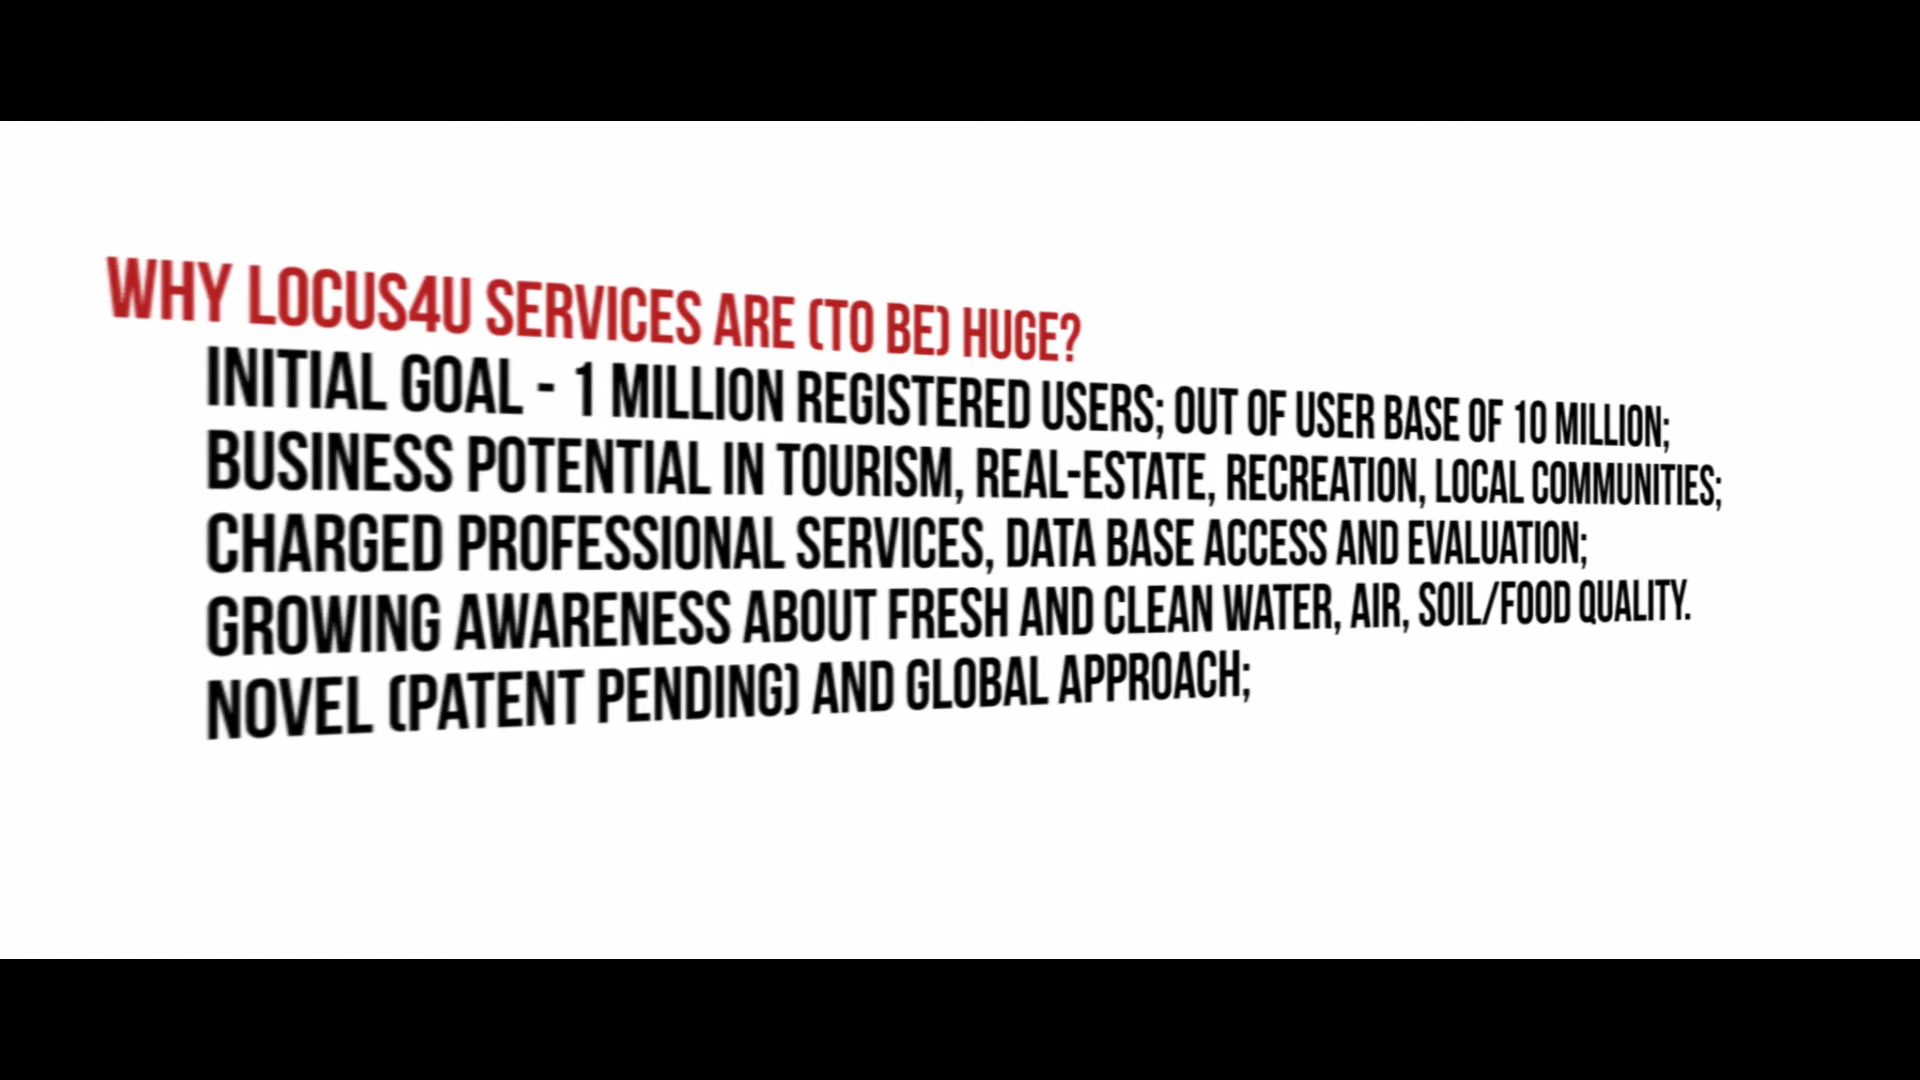 WHY LOCUS4U SERVICES ARE (TO BE) HUGE?
INITIAL GOAL - 1 MILLION REGISTERED USERS; OUT OF USER BASE OF 10 MILLION;
BUSINESS POTENTIAL IN TOURISM, REAL-ESTATE, RECREATION, LOCAL COMMUNITIES;
CHARGED PROFESSIONAL SERVICES, DATA BASE ACCESS AND EVALUATION;
GROWING AWARENESS ABOUT FRESH AND CLEAN WATER, AIR, SOIL/FOOD QUALITY.
NOVEL (PATENT PENDING) AND GLOBAL APPROACH;